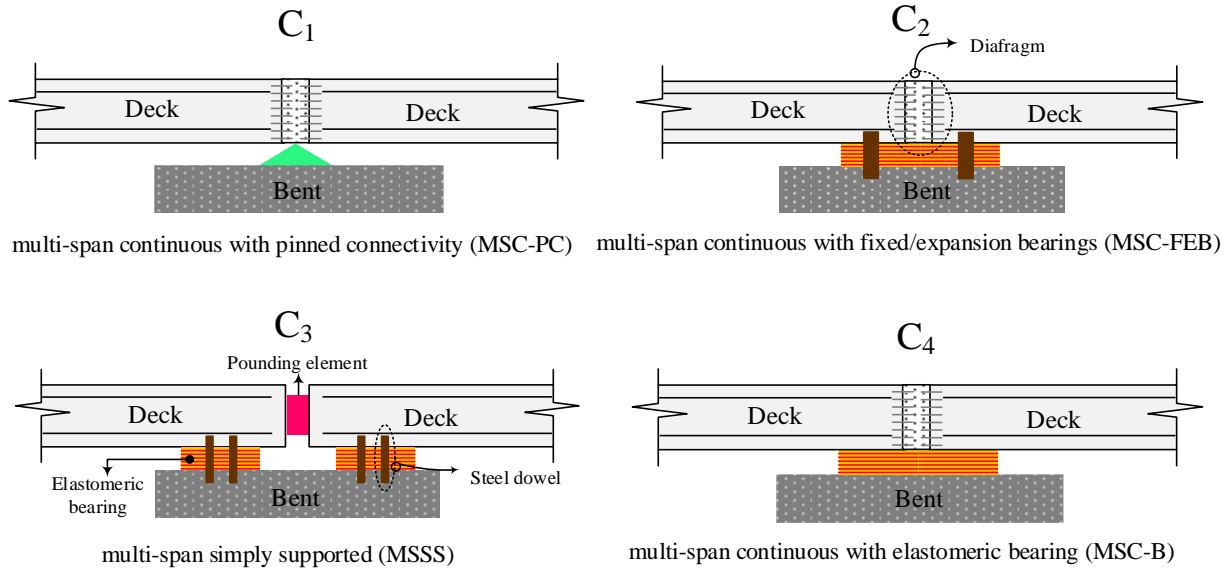 C1
Deck
Deck
Bent
multi-span continuous with pinned connectivity (MSC-PC)
C2
Diafragm
Deck
Deck
Bent
multi-span continuous with fixed/expansion bearings (MSC-FEB)
C3
Pounding element
Deck
Deck
Elastomeric
bearing
Bent
Steel dowel
multi-span simply supported (MSSS)
C4
Deck
Deck
Bent
multi-span continuous with elastomeric bearing (MSC-B)